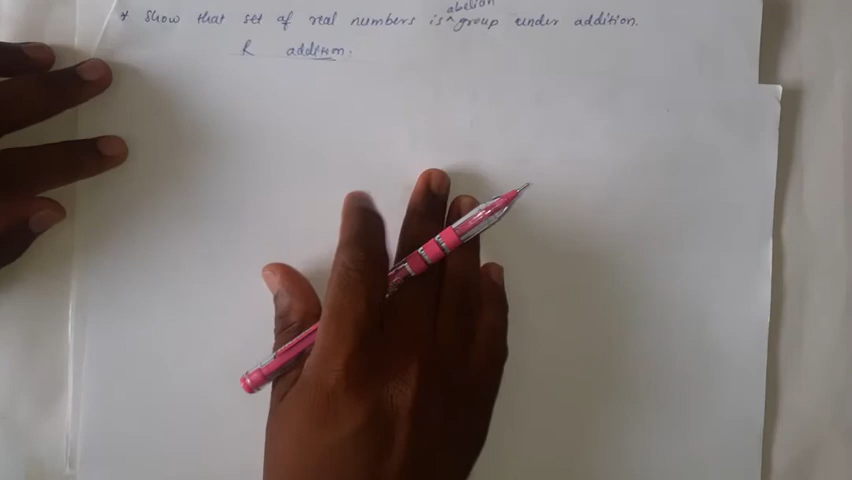 * Show that set of real numbers is ^ abelian group under addition.
R addition.